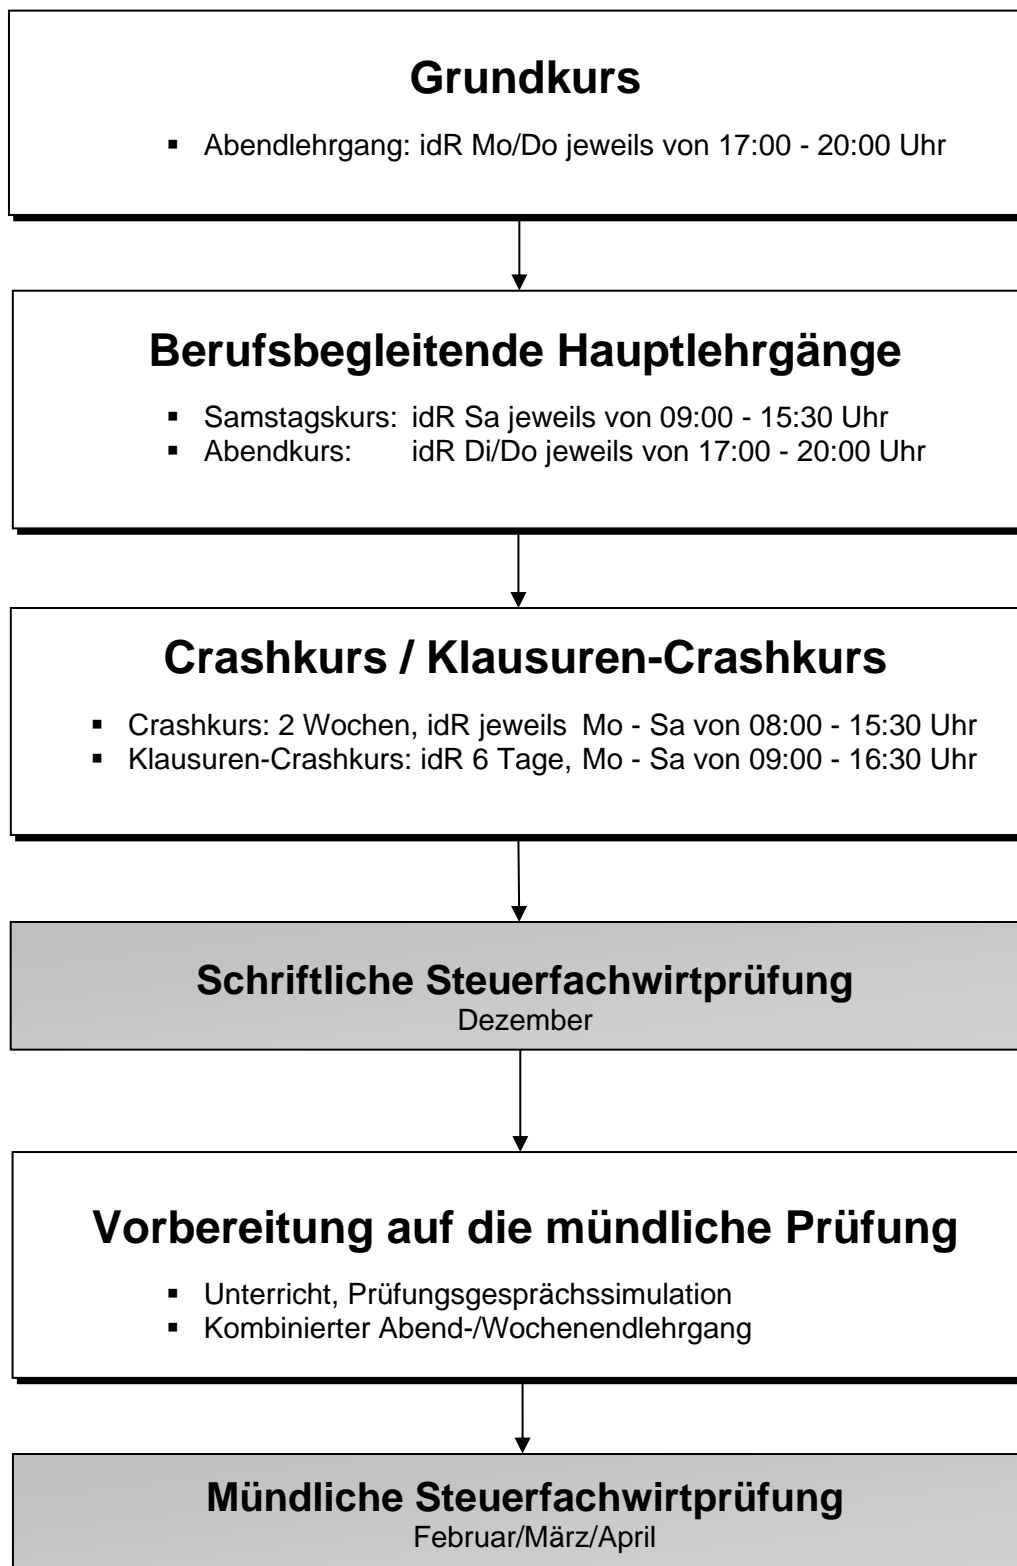 Grundkurs
▪ Abendlehrgang: idR Mo/Do jeweils von 17:00 - 20:00 Uhr
Berufsbegleitende Hauptlehrgänge
▪ Samstagskurs: idR Sa jeweils von 09:00 - 15:30 Uhr
▪ Abendkurs: idR Di/Do jeweils von 17:00 - 20:00 Uhr
Crashkurs / Klausuren-Crashkurs
▪ Crashkurs: 2 Wochen, idR jeweils Mo - Sa von 08:00 - 15:30 Uhr
▪ Klausuren-Crashkurs: idR 6 Tage, Mo - Sa von 09:00 - 16:30 Uhr
Schriftliche Steuerfachwirtprüfung
Dezember
Vorbereitung auf die mündliche Prüfung
▪ Unterricht, Prüfungsgesprächssimulation
▪ Kombinierter Abend-/Wochenendlehrgang
Mündliche Steuerfachwirtprüfung
Februar/März/April